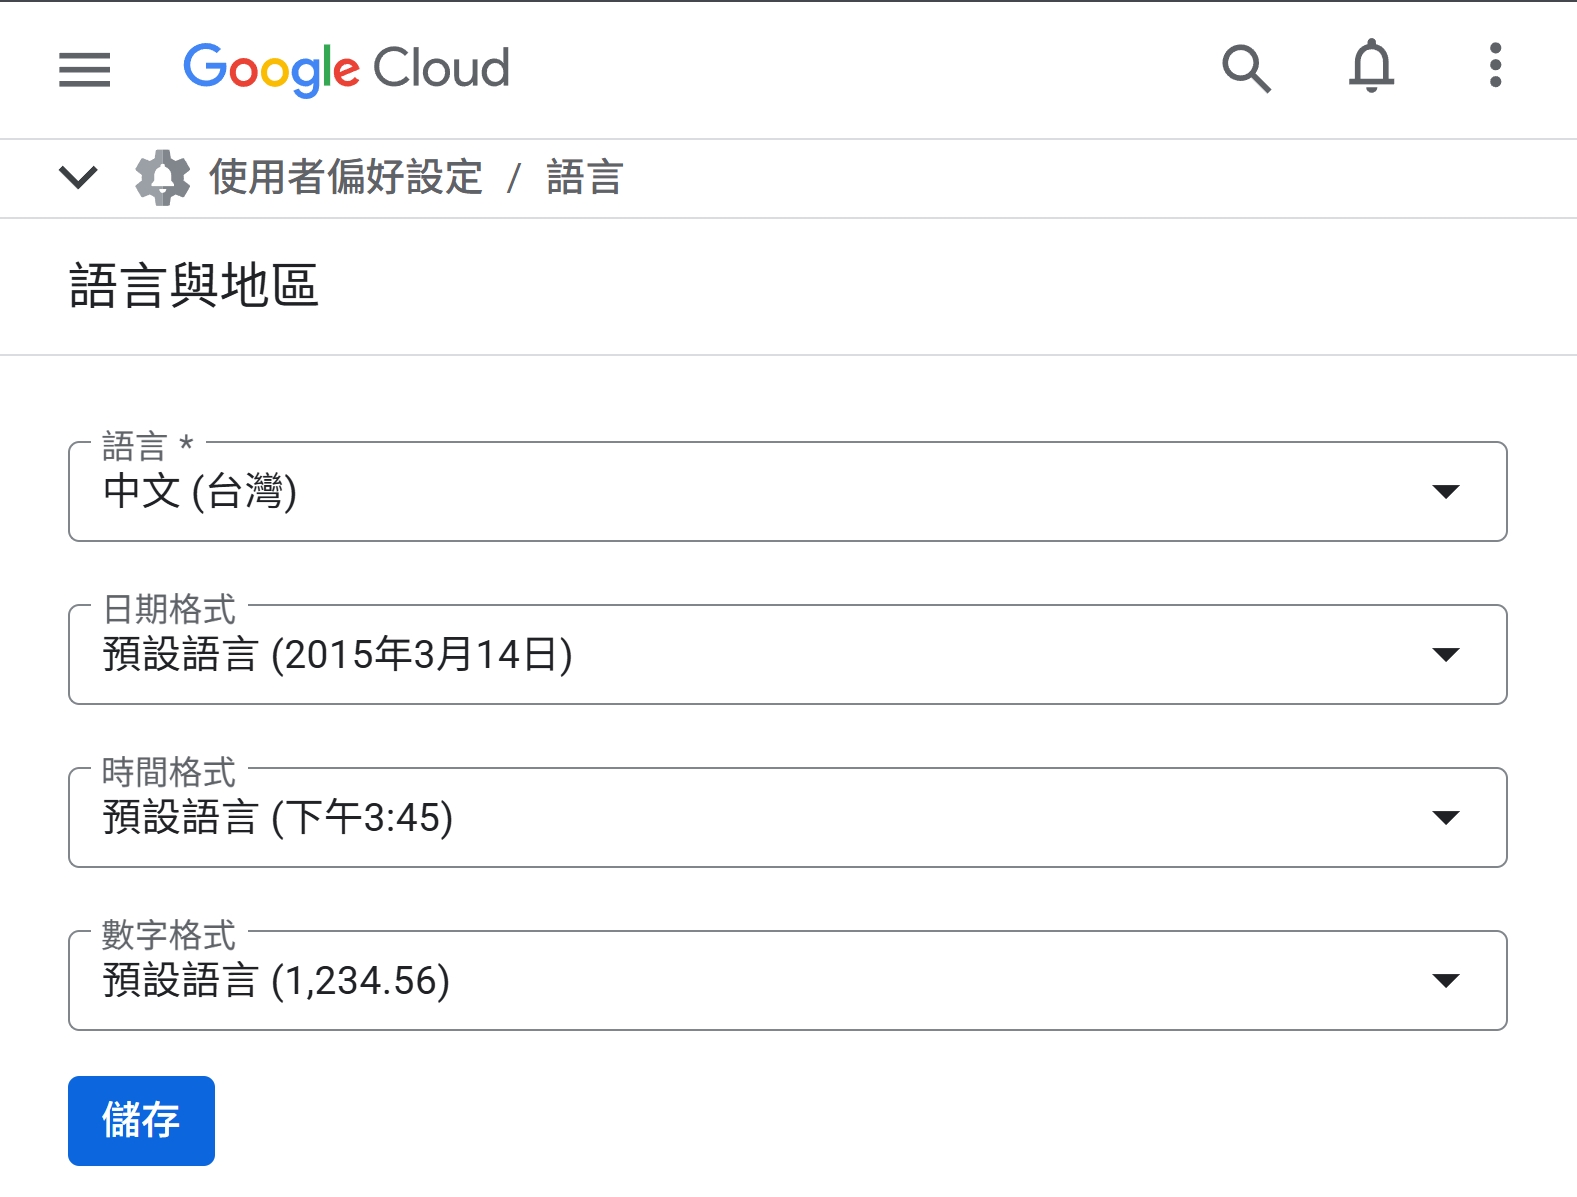 Google Cloud
使用者偏好設定 / 語言
語言與地區
語言 *
中文 (台灣)
日期格式
預設語言 (2015年3月14日)
時間格式
預設語言 (下午3:45)
數字格式
預設語言 (1,234.56)
儲存